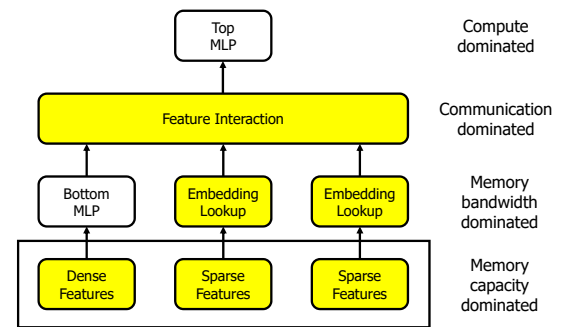 Top
MLP
Compute
dominated
Feature Interaction
Communication
dominated
Bottom
MLP
Embedding
Lookup
Embedding
Lookup
Memory
bandwidth
dominated
Dense
Features
Sparse
Features
Sparse
Features
Memory
capacity
dominated